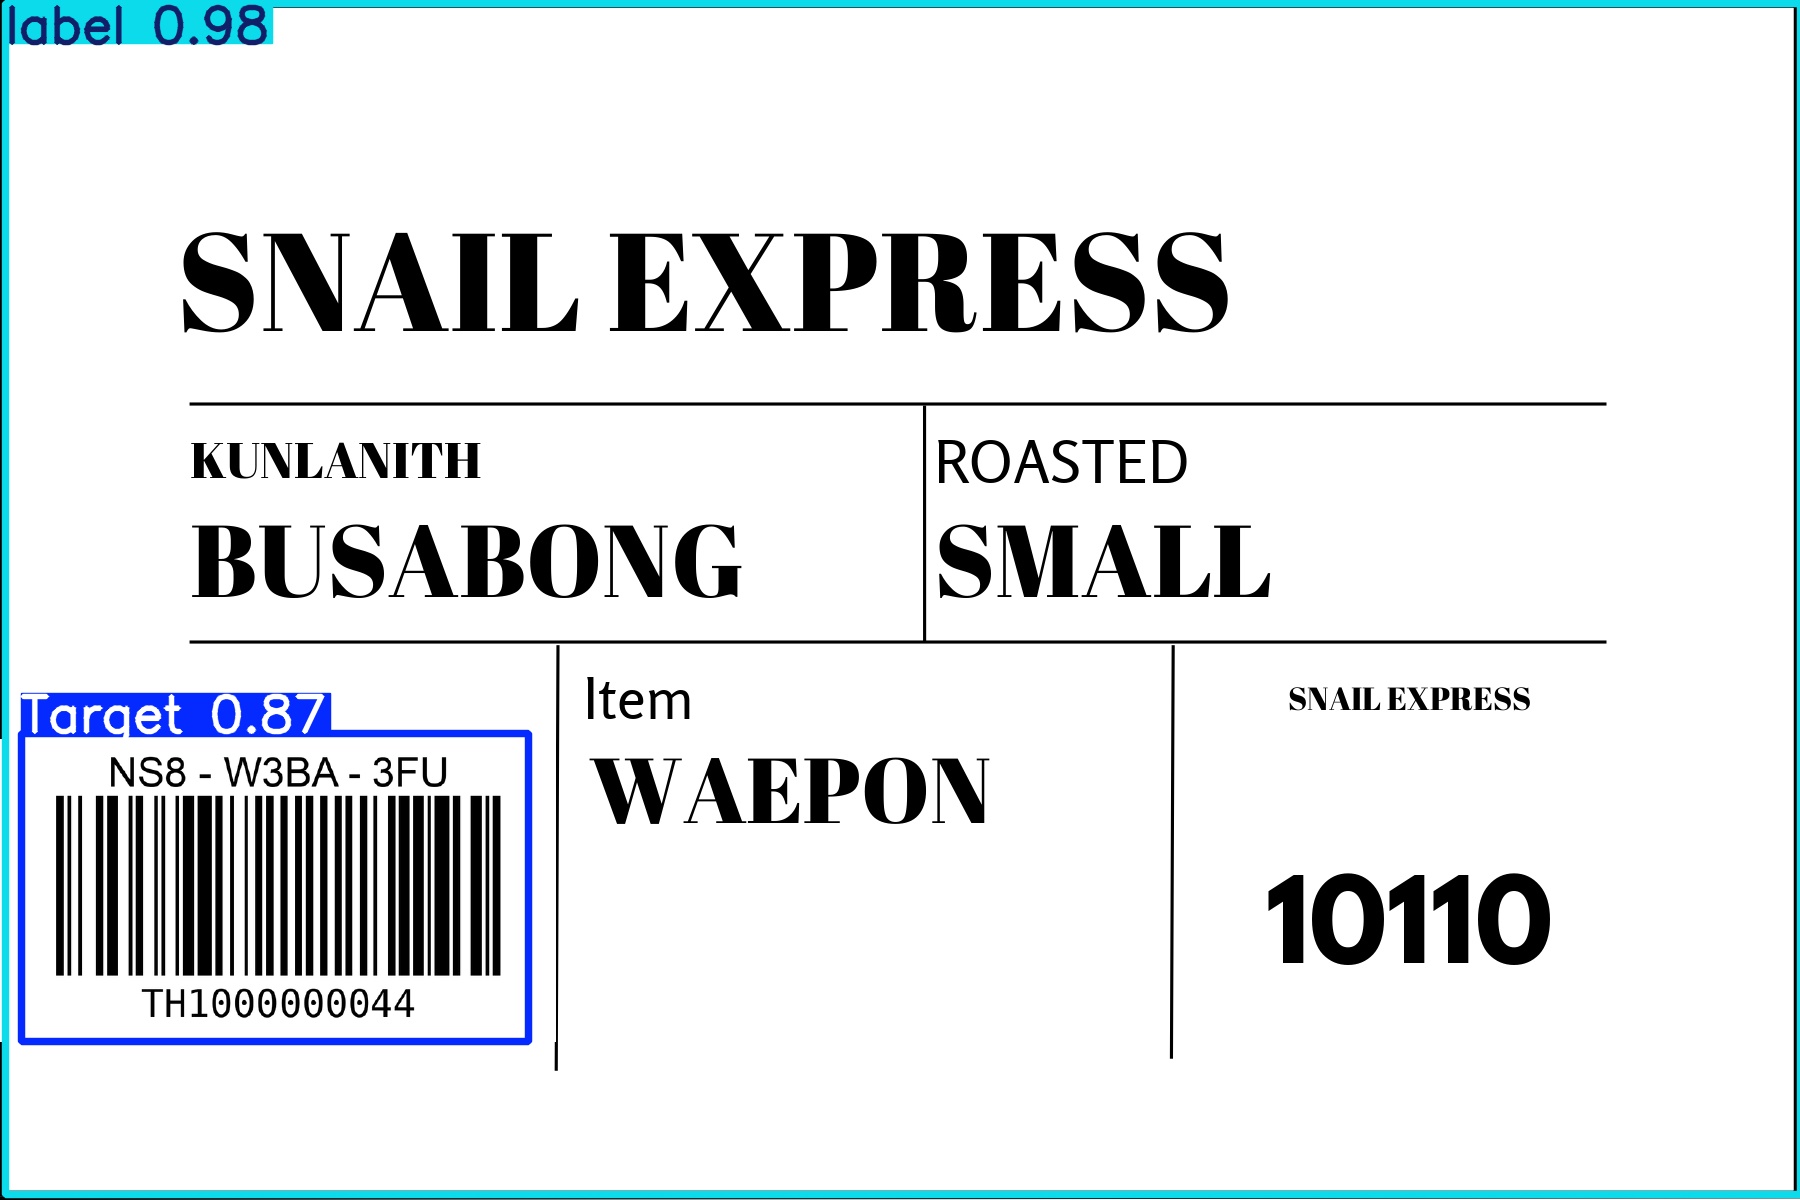 label 0.98
SNAIL EXPRESS
KUNLANITH
BUSABONG
ROASTED
SMALL
Target 0.87
NS8 - W3BA - 3FU
TH1000000044
Item
WAEPON
SNAIL EXPRESS
10110